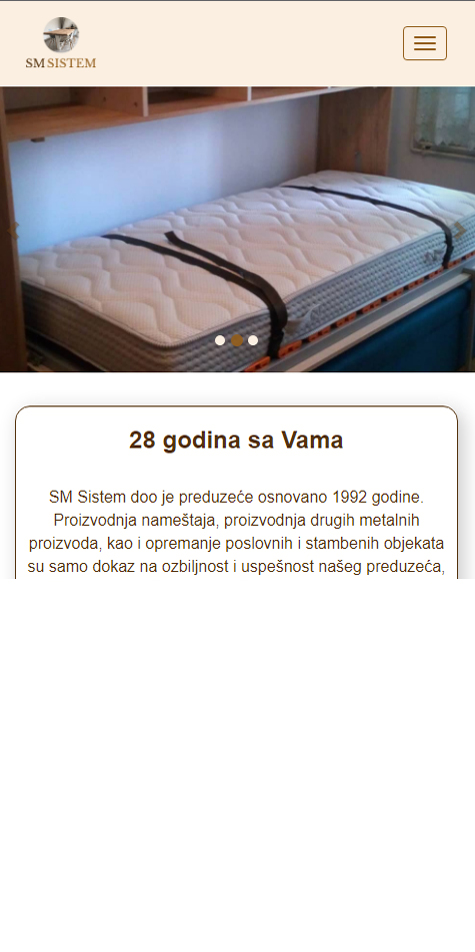 SM SISTEM
28 godina sa Vama
SM Sistem doo je preduzeće osnovano 1992 godine.
Proizvodnja nameštaja, proizvodnja drugih metalnih
proizvoda, kao i opremanje poslovnih i stambenih objekata
su samo dokaz na ozbiljnost i uspešnost našeg preduzeća,